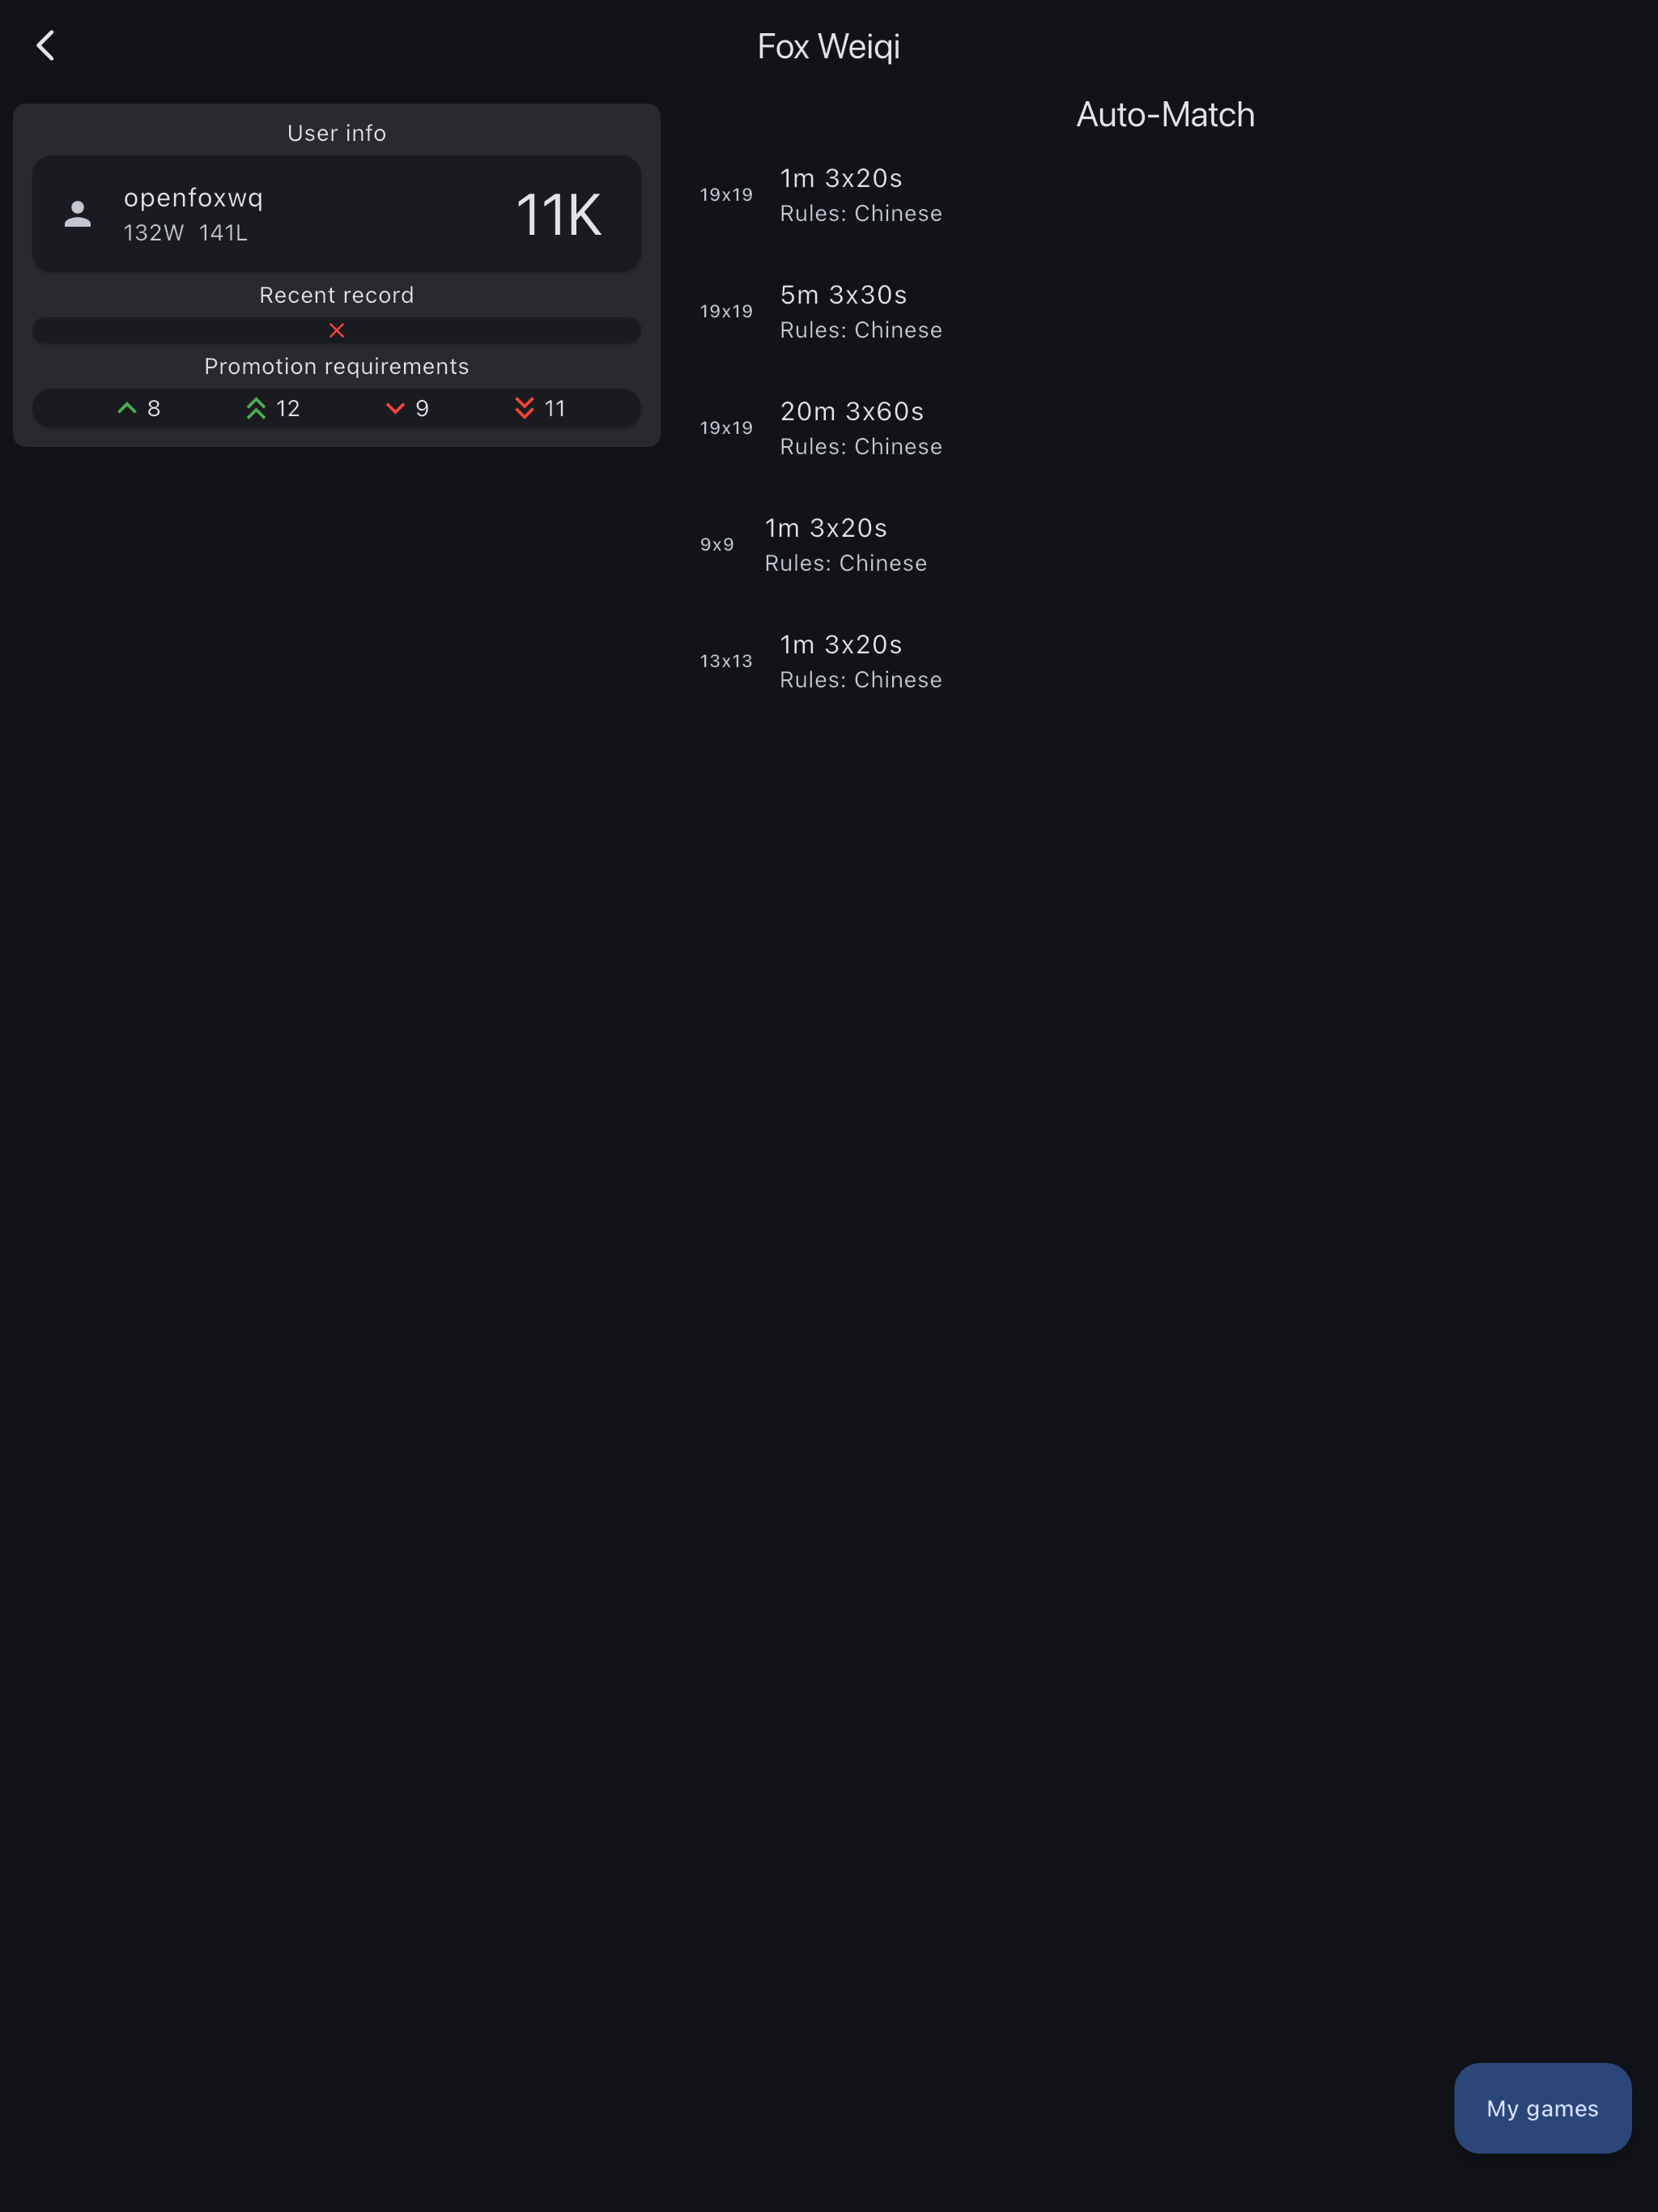 Fox Weiqi
User info
openfoxwq
132W 141L
11K
Recent record
Promotion requirements
8 12 9 11
Auto-Match
19x19
1m 3x20s
Rules: Chinese
19x19
5m 3x30s
Rules: Chinese
19x19
20m 3x60s
Rules: Chinese
9x9
1m 3x20s
Rules: Chinese
13x13
1m 3x20s
Rules: Chinese
My games